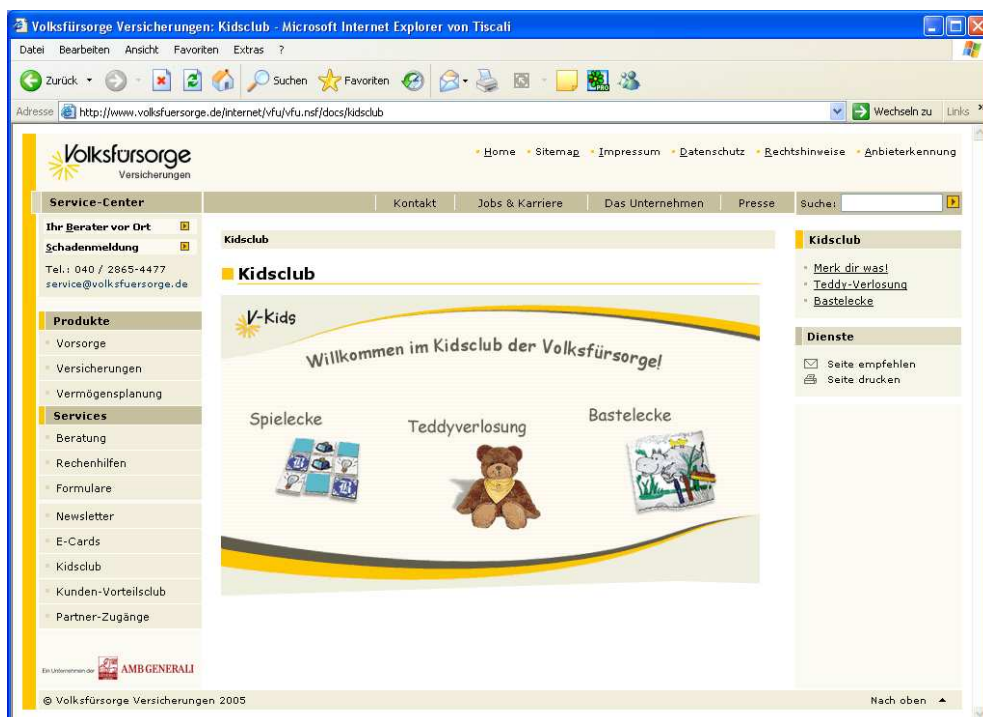 Volksfürsorge Versicherungen: Kidsclub - Microsoft Internet Explorer von Tiscali
Datei Bearbeiten Ansicht Favoriten Extras ?
Zurück Suchen Favoriten
Adresse http://www.volksfuersorge.de/internet/vfu/vfu.nsf/docs/kidsclub Wechseln zu Links »
Volksfürsorge
Versicherungen
Home Sitemap Impressum Datenschutz Rechtshinweise Anbieterkennung
Service-Center Kontakt Jobs & Karriere Das Unternehmen Presse Suche:
Ihr Berater vor Ort
Schadenmeldung
Tel.: 040 / 2865-4477
service@volksfuersorge.de
Produkte
Vorsorge
Versicherungen
Vermögensplanung
Services
Beratung
Rechenhilfen
Formulare
Newsletter
E-Cards
Kidsclub
Kunden-Vorteilsclub
Partner-Zugänge
Ein Unternehmen der AMB GENERALI
Kidsclub
Kidsclub
V-Kids
Willkommen im Kidsclub der Volksfürsorge!
Spielecke
Teddyverlosung
Bastelecke
Kidsclub
Merk dir was!
Teddy-Verlosung
Bastelecke
Dienste
Seite empfehlen
Seite drucken
© Volksfürsorge Versicherungen 2005 Nach oben